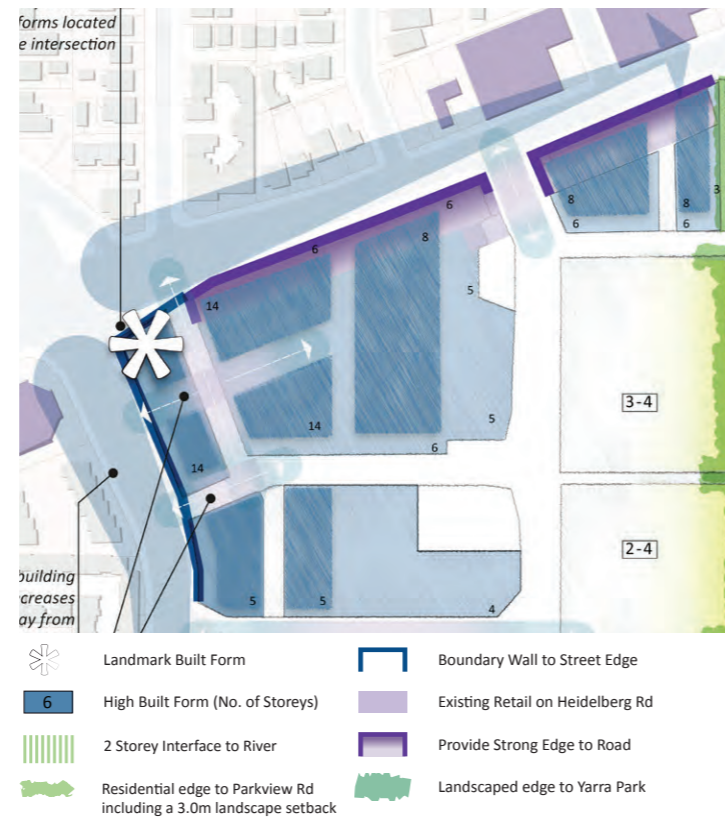 forms located
e intersection
6
6
8
14
5
14
5
6
14
8
6
8
6
3
3-4
5
5
4
2-4
building
creases
ay from
Landmark Built Form
Boundary Wall to Street Edge
6
High Built Form (No. of Storeys)
Existing Retail on Heidelberg Rd
2 Storey Interface to River
Provide Strong Edge to Road
Residential edge to Parkview Rd
including a 3.0m landscape setback
Landscaped edge to Yarra Park